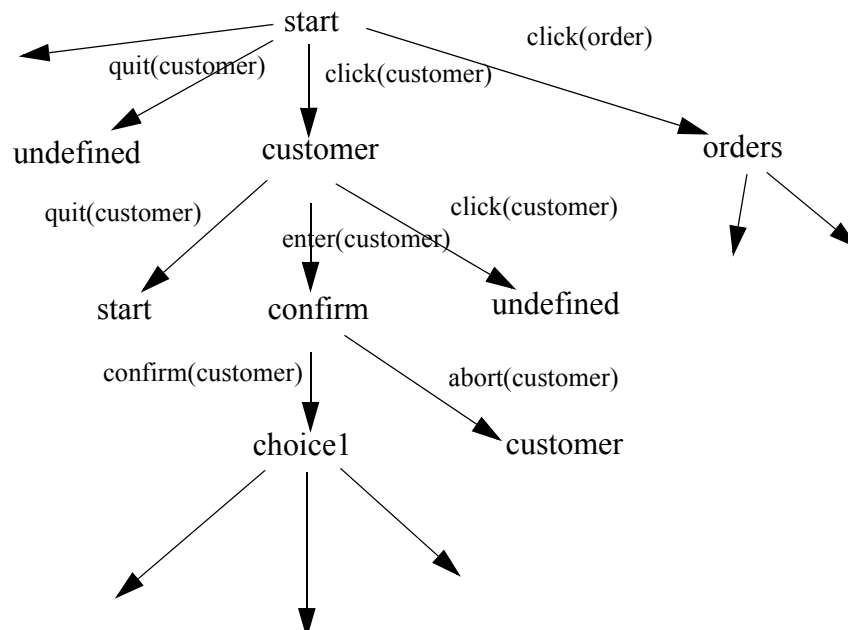 start
click(order)
quit(customer)
click(customer)
undefined
customer
orders
quit(customer)
click(customer)
enter(customer)
start
confirm
undefined
confirm(customer)
abort(customer)
choice1
customer